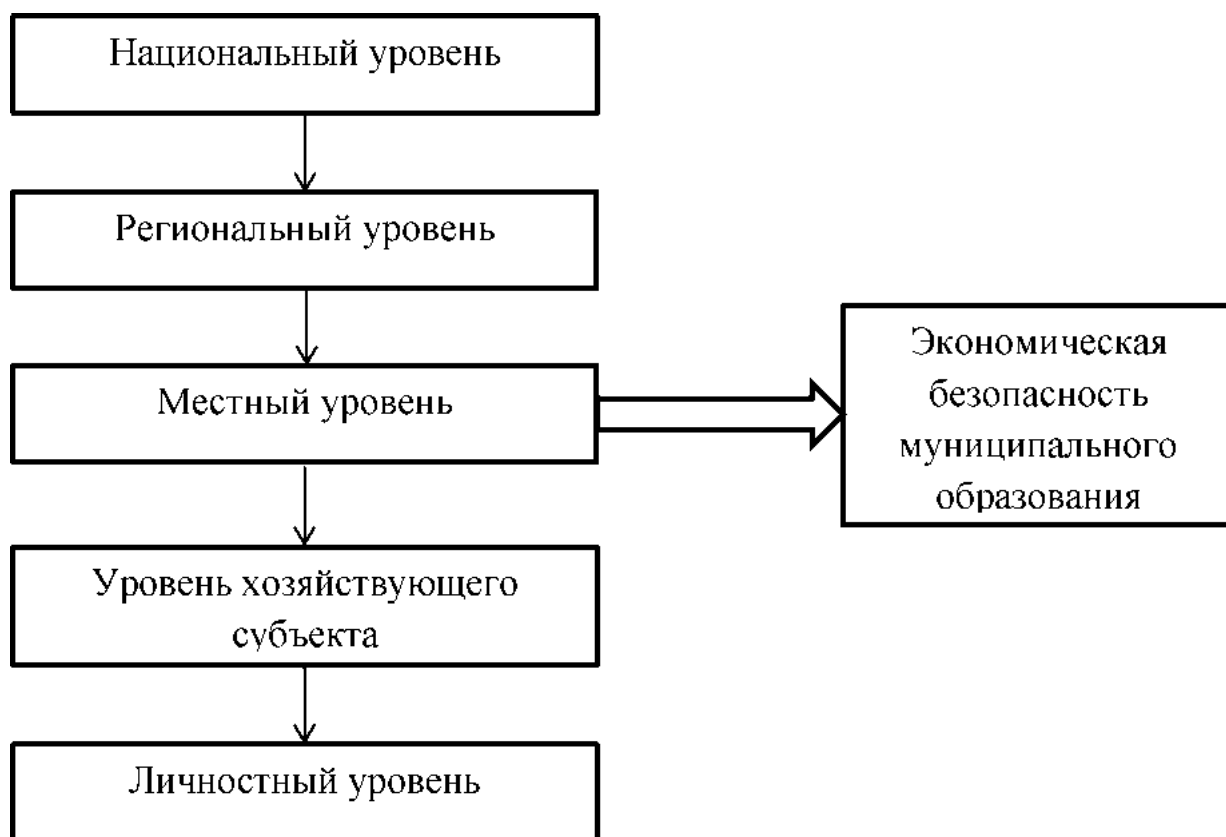 Национальный уровень
Региональный уровень
Местный уровень
Экономическая
безопасность
муниципального
образования
Уровень хозяйствующего
субъекта
Личностный уровень